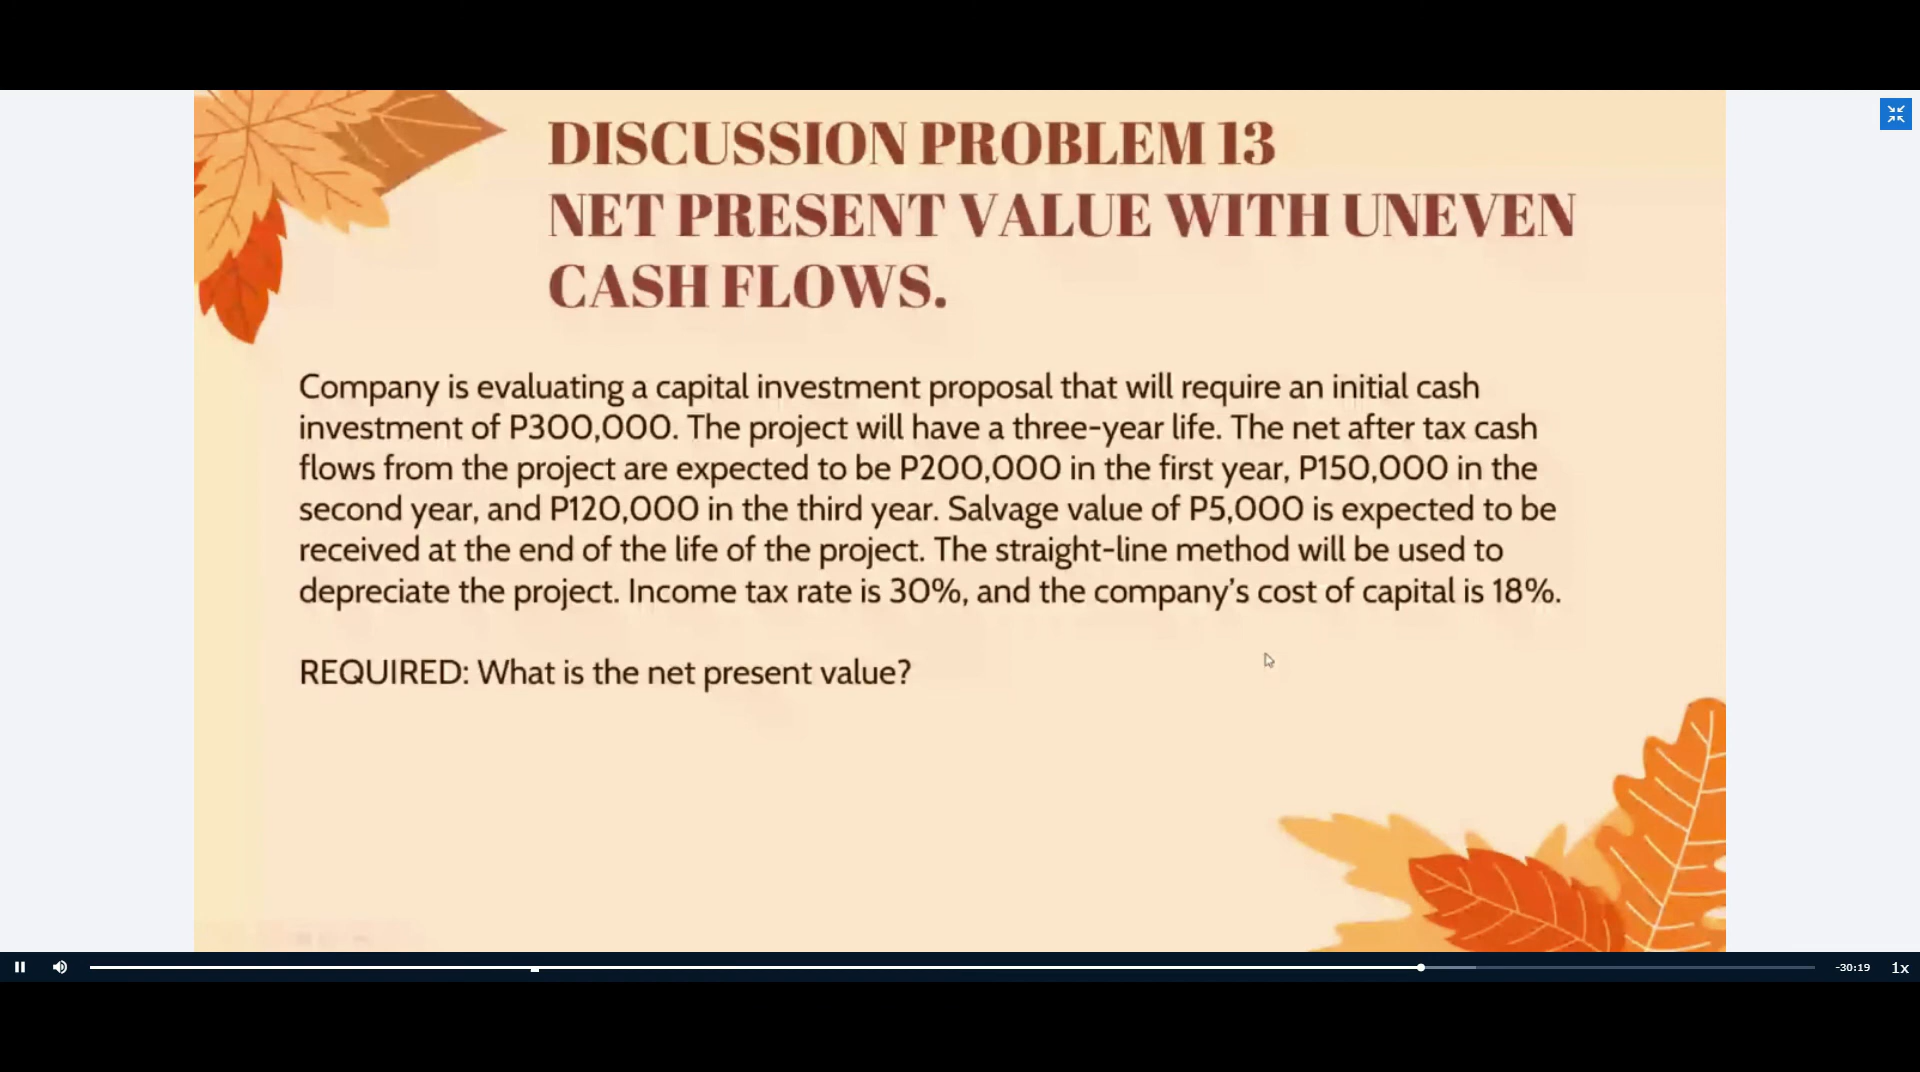 DISCUSSION PROBLEM 13
NET PRESENT VALUE WITH UNEVEN
CASH FLOWS.
Company is evaluating a capital investment proposal that will require an initial cash
investment of P300,000. The project will have a three-year life. The net after tax cash
flows from the project are expected to be P200,000 in the first year, P150,000 in the
second year, and P120,000 in the third year. Salvage value of P5,000 is expected to be
received at the end of the life of the project. The straight-line method will be used to
depreciate the project. Income tax rate is 30%, and the company's cost of capital is 18%.
REQUIRED: What is the net present value?
-30:19
1x